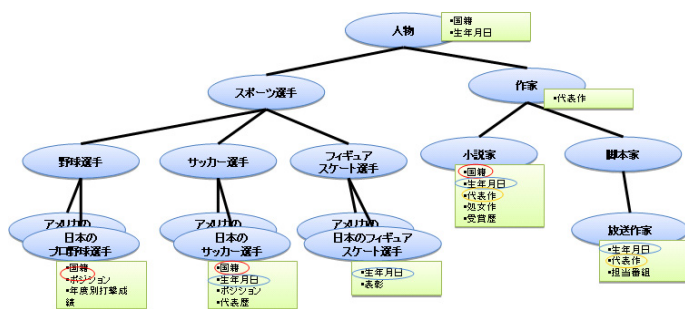 人物
▪国籍
▪生年月日
スポーツ選手
作家
▪代表作
野球選手
サッカー選手
フィギュア
スケート選手
小説家
脚本家
▪国籍
▪生年月日
▪代表作
▪処女作
▪受賞歴
アメリカの
日本の
プロ野球選手
アメリカの
日本の
サッカー選手
アメリカの
日本のフィギュア
スケート選手
放送作家
▪国籍
▪ポジション
▪年度別打撃成
績
▪国籍
▪生年月日
▪ポジション
▪代表歴
▪生年月日
▪表彰
▪生年月日
▪代表作
▪担当番組